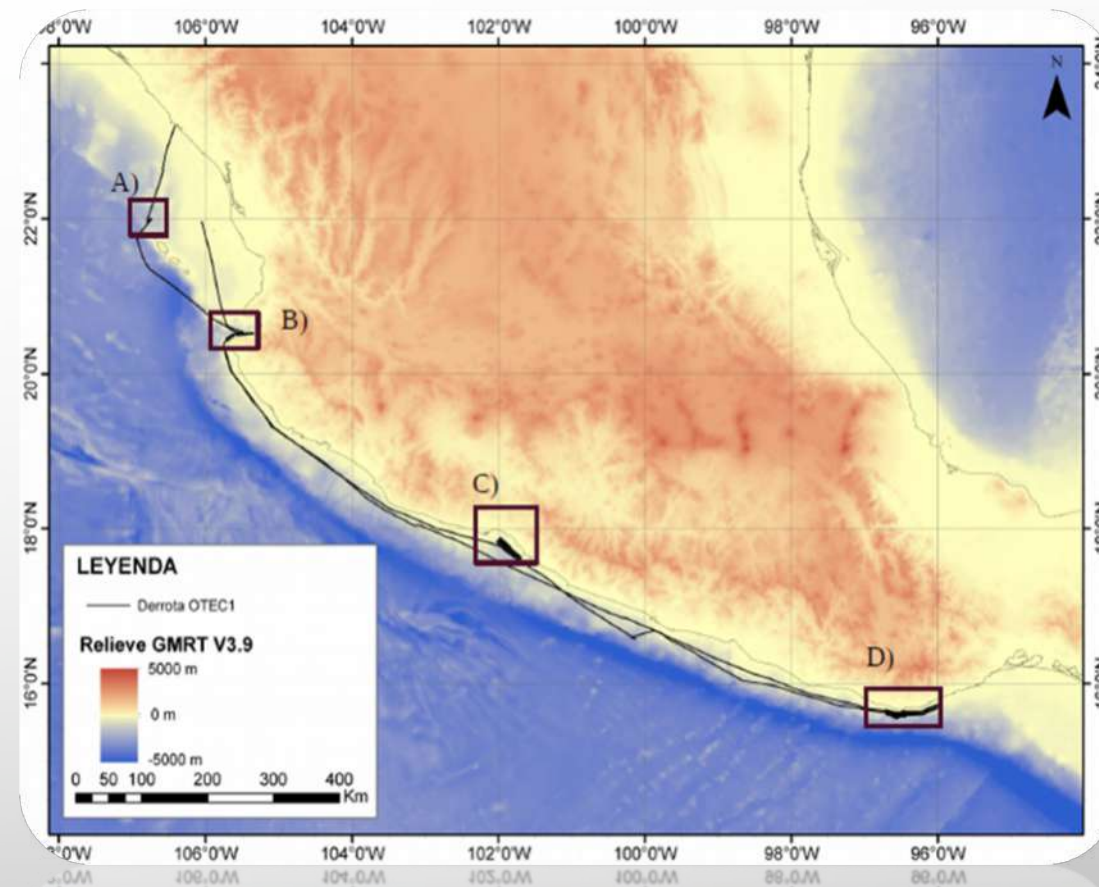 106°0'W 104°0'W 102°0'W 100°0'W 98°0'W 96°0'W
N
A)
22°0'N
B)
20°0'N
C)
18°0'N
D)
16°0'N
LEYENDA
Derrota OTEC1
Relieve GMRT V3.9
5000 m
0 m
-5000 m
0 50 100 200 300 400
Km
106°0'W 104°0'W 102°0'W 100°0'W 98°0'W 96°0'W